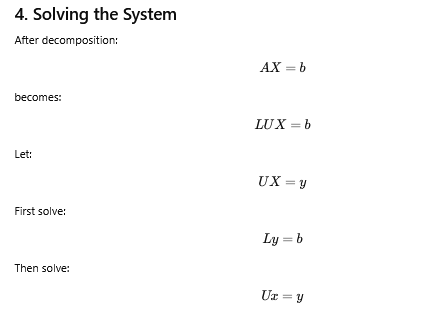 4. Solving the System
After decomposition:
AX = b
becomes:
LUX = b
Let:
UX = y
First solve:
Ly = b
Then solve:
Ux = y